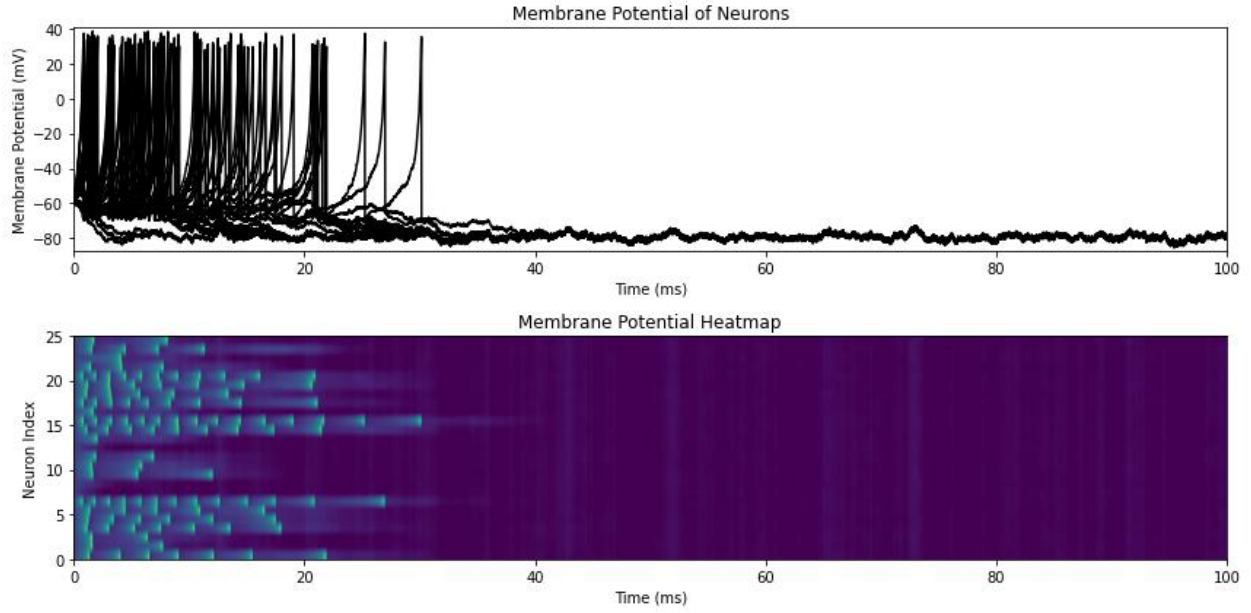 Membrane Potential of Neurons
Membrane Potential (mV)
40
20
0
−20
−40
−60
−80
0 20 40 60 80 100
Time (ms)
Membrane Potential Heatmap
Neuron Index
25
20
15
10
5
0
0 20 40 60 80 100
Time (ms)